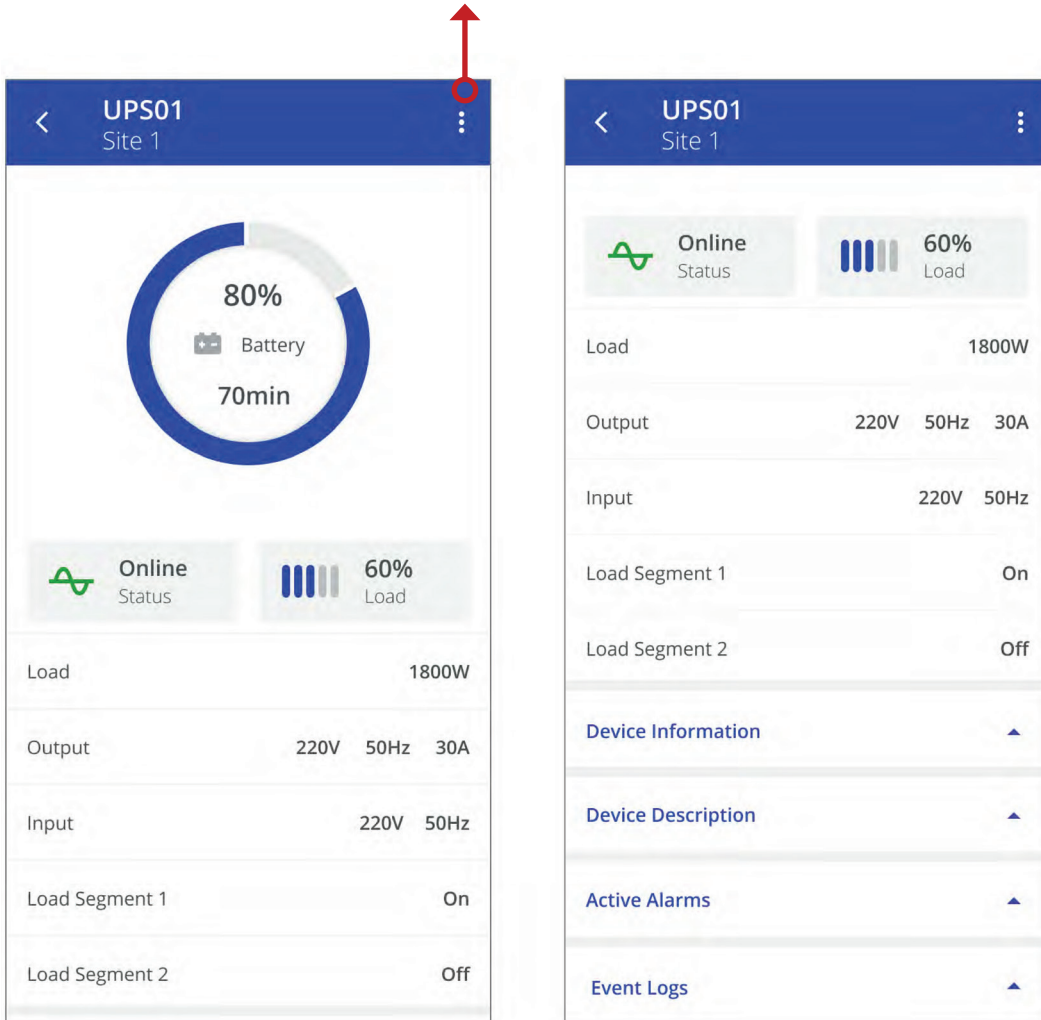 UPS01
Site 1
80%
Battery
70min
Online
Status
60%
Load
Load 1800W
Output 220V 50Hz 30A
Input 220V 50Hz
Load Segment 1 On
Load Segment 2 Off
UPS01
Site 1
Online
Status
60%
Load
Load 1800W
Output 220V 50Hz 30A
Input 220V 50Hz
Load Segment 1 On
Load Segment 2 Off
Device Information
Device Description
Active Alarms
Event Logs